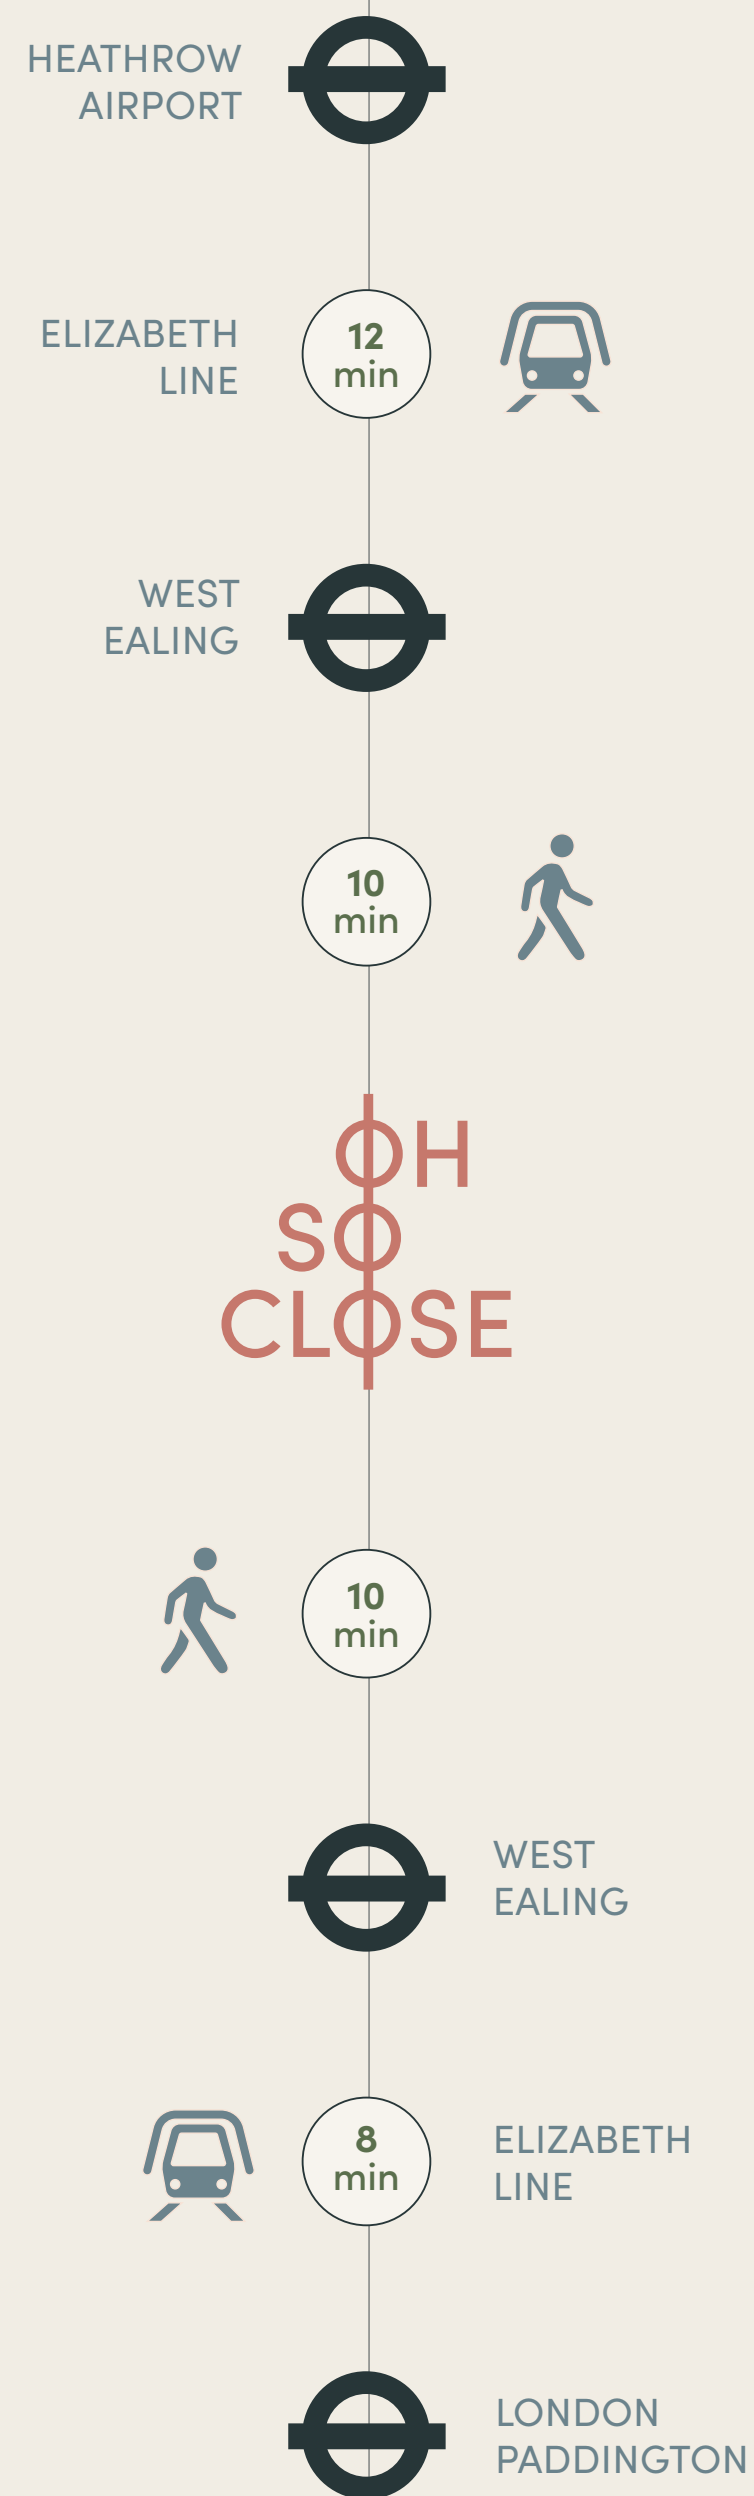 HEATHROW
AIRPORT
ELIZABETH
LINE
12
min
WEST
EALING
10
min
OH
SO
CLOSE
10
min
WEST
EALING
8
min
ELIZABETH
LINE
LONDON
PADDINGTON